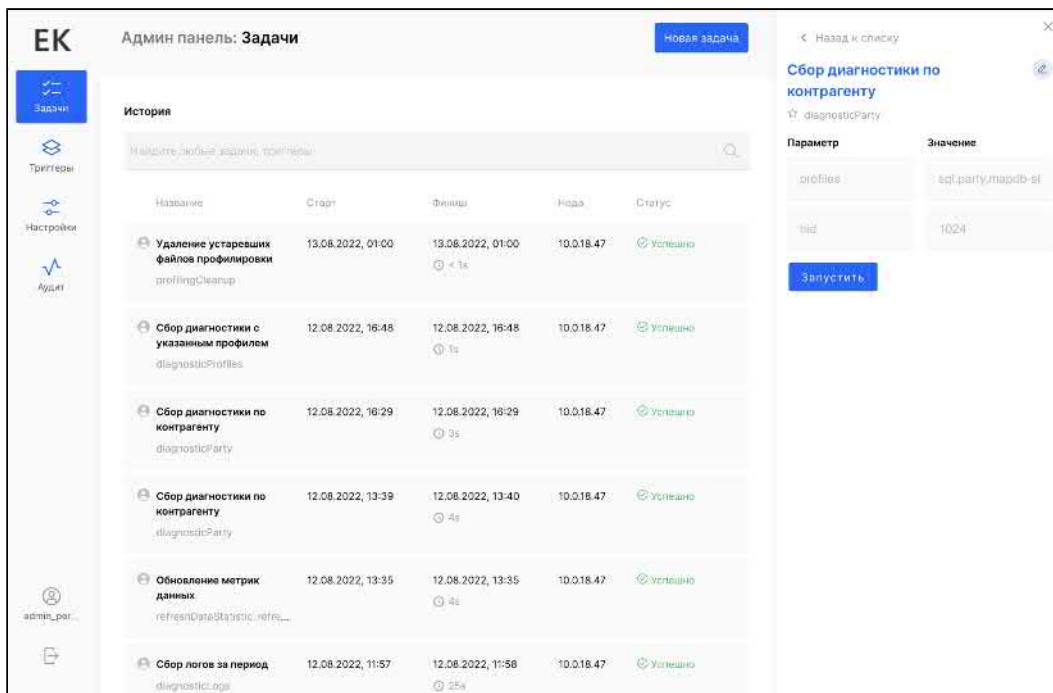 ЕК
Админ панель: Задачи
Новая задача
Задачи
Триггеры
Настройки
Аудит
admin_par...
История
Найдите любые задачи, триггеры
Название Старт Финиш Нода Статус
Удаление устаревших 13.08.2022, 01:00 13.08.2022, 01:00 10.0.18.47 Успешно
файлов профилировки < 1s
profilingCleanup
Сбор диагностики с 12.08.2022, 16:48 12.08.2022, 16:48 10.0.18.47 Успешно
указанным профилем 1s
diagnosticProfiles
Сбор диагностики по 12.08.2022, 16:29 12.08.2022, 16:29 10.0.18.47 Успешно
контрагенту 3s
diagnosticParty
Сбор диагностики по 12.08.2022, 13:39 12.08.2022, 13:40 10.0.18.47 Успешно
контрагенту 4s
diagnosticParty
Обновление метрик 12.08.2022, 13:35 12.08.2022, 13:35 10.0.18.47 Успешно
данных 4s
refreshDataStatistic,refre...
Сбор логов за период 12.08.2022, 11:57 12.08.2022, 11:58 10.0.18.47 Успешно
diagnosticLogs 25s
Назад к списку
Сбор диагностики по
контрагенту
diagnosticParty
Параметр Значение
profiles sql.party,mapdb-sl
hid 1024
Запустить